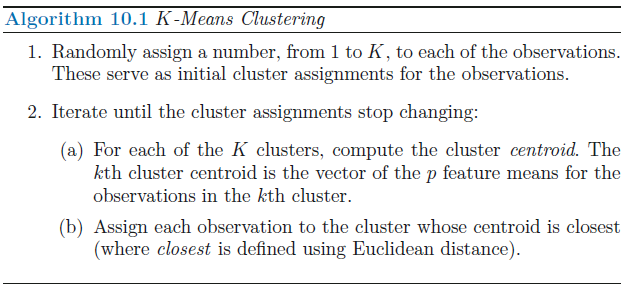 Algorithm 10.1 K-Means Clustering
1. Randomly assign a number, from 1 to K, to each of the observations.
These serve as initial cluster assignments for the observations.
2. Iterate until the cluster assignments stop changing:
(a) For each of the K clusters, compute the cluster centroid. The
kth cluster centroid is the vector of the p feature means for the
observations in the kth cluster.
(b) Assign each observation to the cluster whose centroid is closest
(where closest is defined using Euclidean distance).